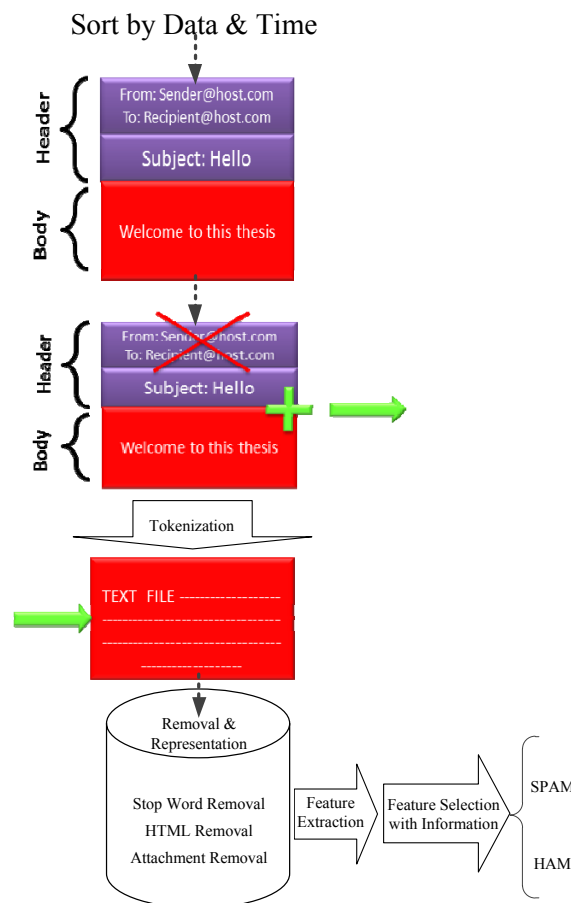 Sort by Data & Time
Header
From: Sender@host.com
To: Recipient@host.com
Subject: Hello
Body
Welcome to this thesis
Header
From: Sender@host.com
To: Recipient@host.com
Subject: Hello
Body
Welcome to this thesis
Tokenization
TEXT FILE --------------------
-----------------------------------
-----------------------------------
--------------------
Removal &
Representation
Stop Word Removal
HTML Removal
Attachment Removal
Feature
Extraction
Feature Selection
with Information
SPAM
HAM